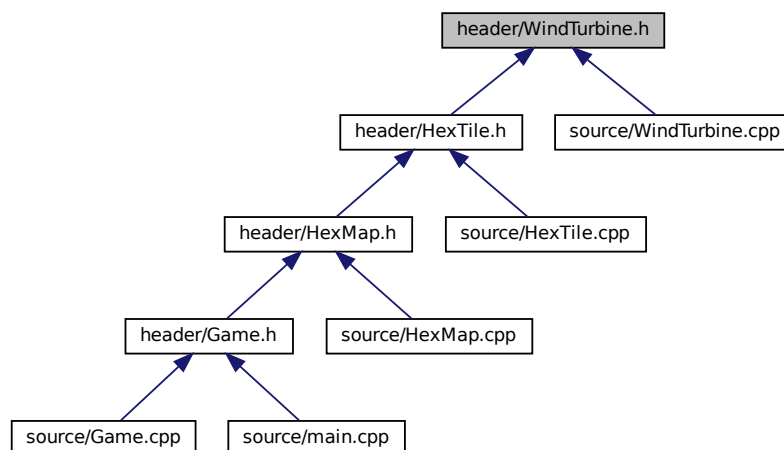 header/WindTurbine.h
header/HexTile.h
source/WindTurbine.cpp
header/HexMap.h
source/HexTile.cpp
header/Game.h
source/HexMap.cpp
source/Game.cpp
source/main.cpp